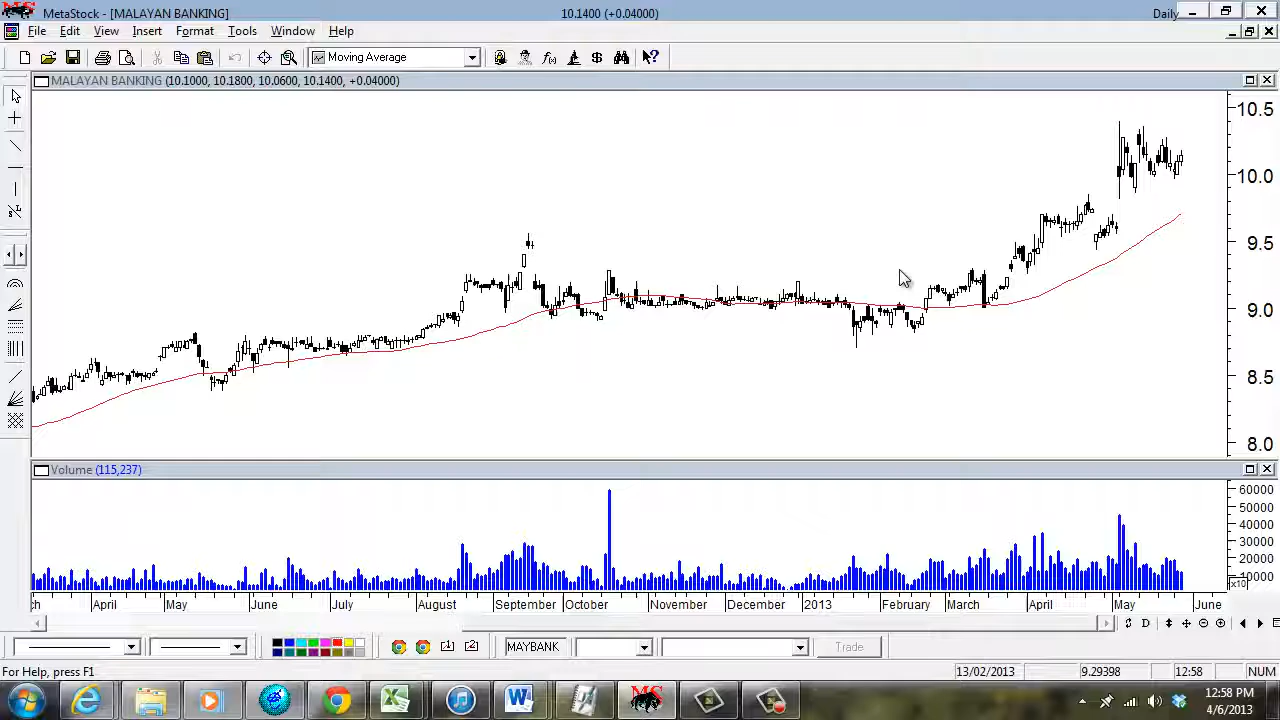 MetaStock - [MALAYAN BANKING] 10.1400 (+0.04000) Daily
File Edit View Insert Format Tools Window Help
Moving Average
MALAYAN BANKING (10.1000, 10.1800, 10.0600, 10.1400, +0.04000)
10.5
10.0
9.5
9.0
8.5
8.0
Volume (115,237)
60000
50000
40000
30000
20000
10000
x10
ch April May June July August September October November December 2013 February March April May June
D
MAYBANK Trade
For Help, press F1 13/02/2013 9.29398 12:58 NUM
MS
12:58 PM
4/6/2013